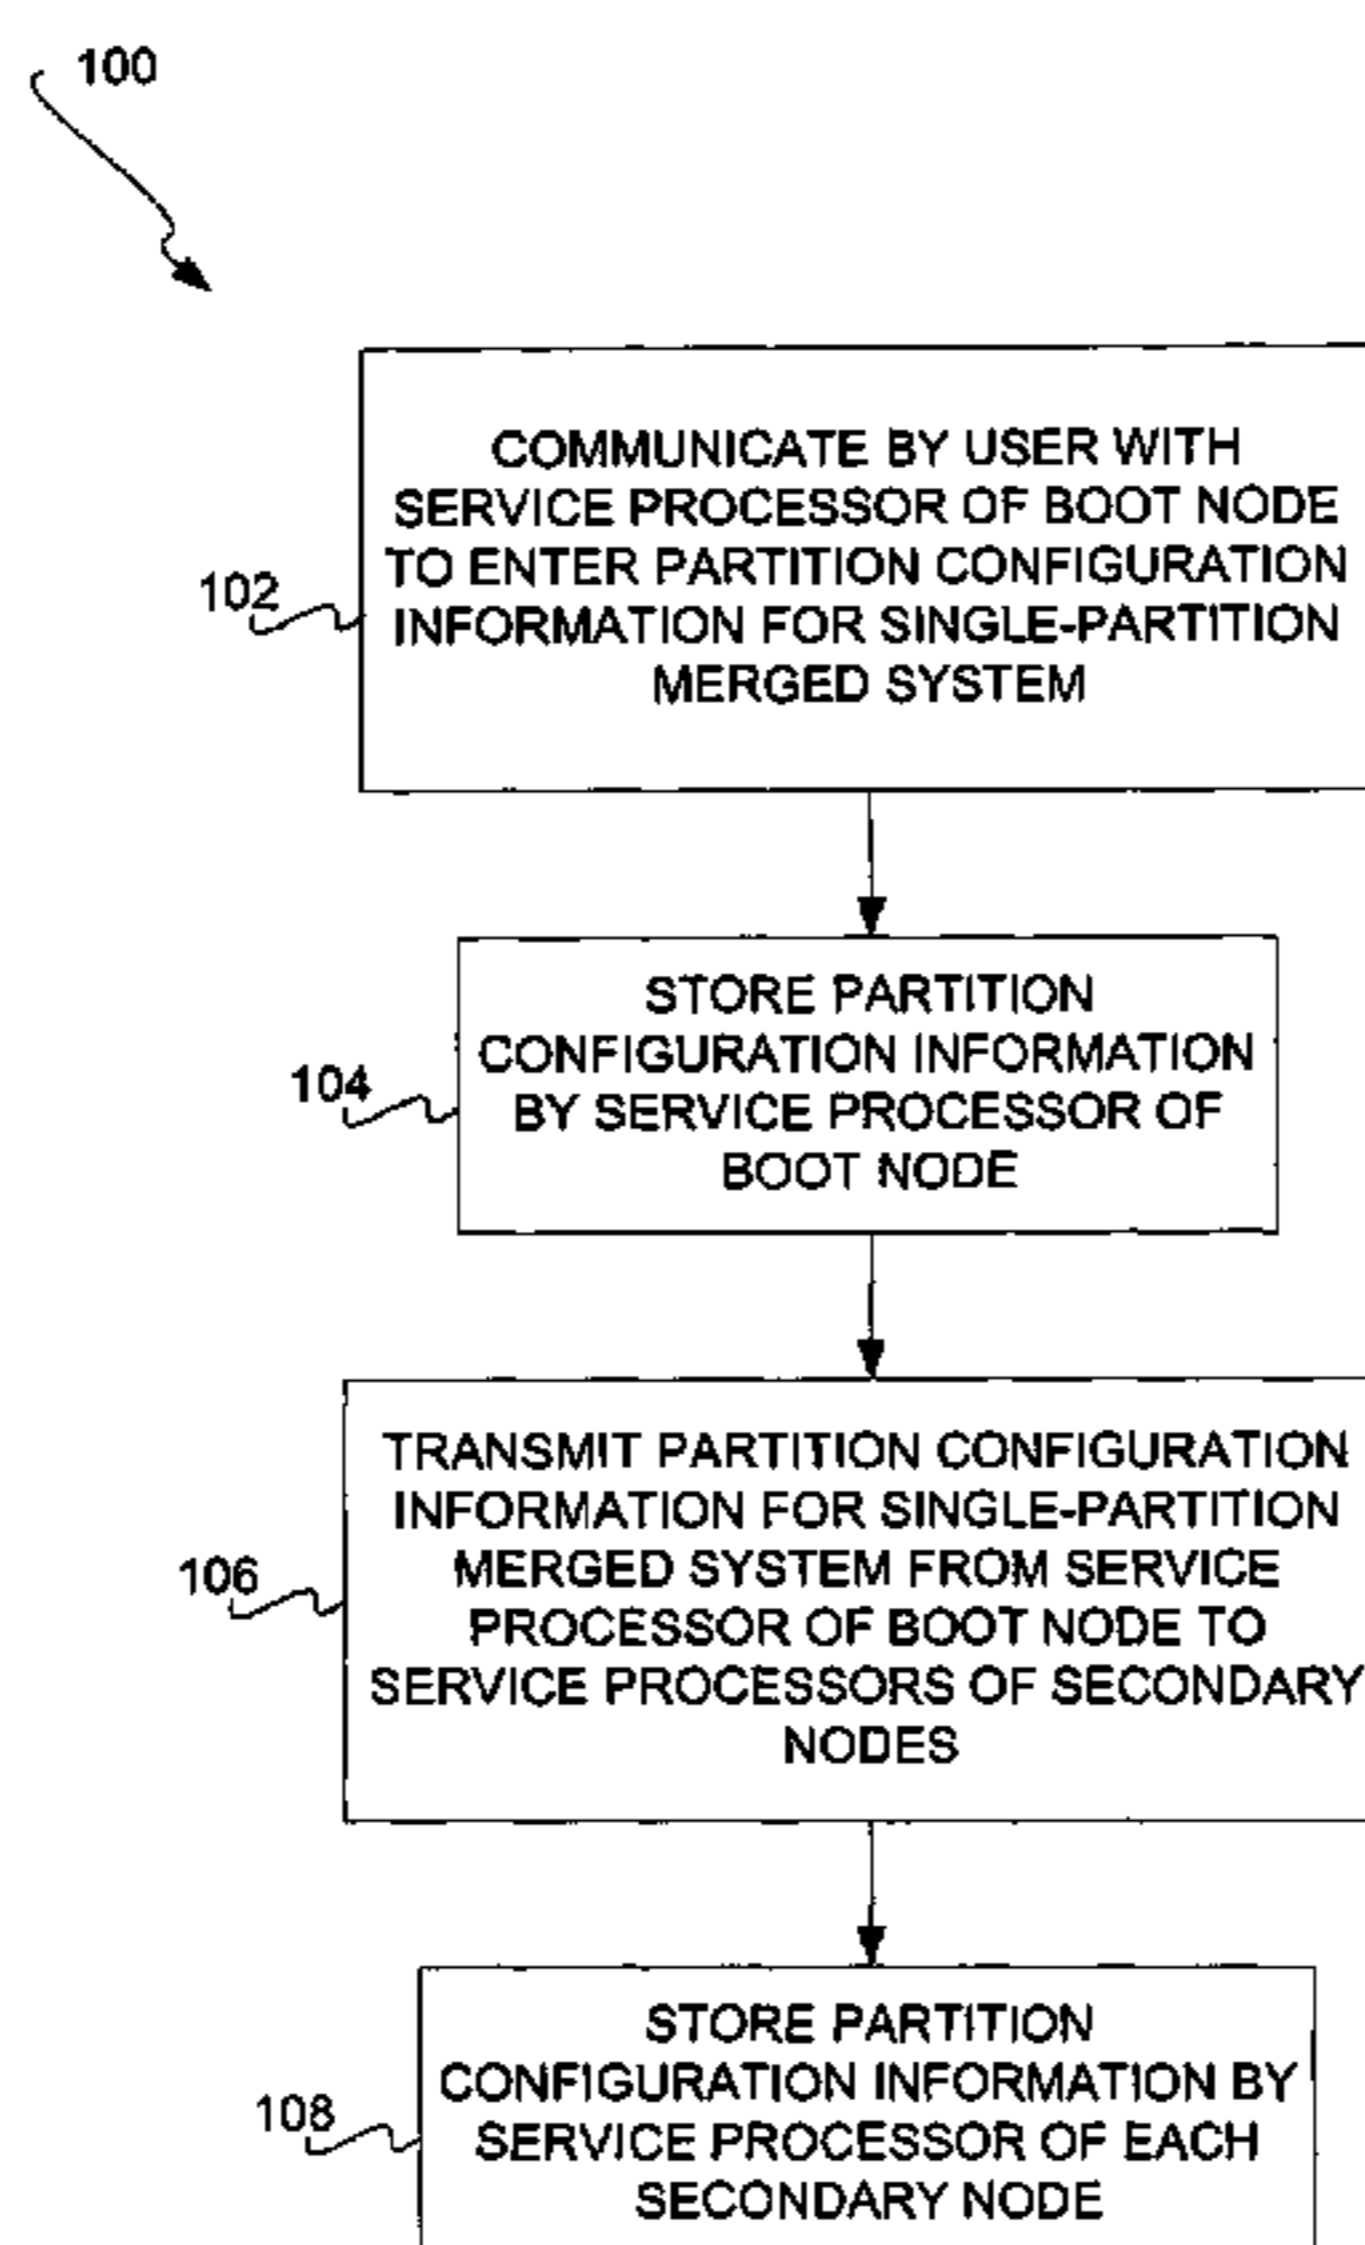 100
COMMUNICATE BY USER WITH
SERVICE PROCESSOR OF BOOT NODE
TO ENTER PARTITION CONFIGURATION
INFORMATION FOR SINGLE-PARTITION
MERGED SYSTEM
102
STORE PARTITION
CONFIGURATION INFORMATION
BY SERVICE PROCESSOR OF
BOOT NODE
104
TRANSMIT PARTITION CONFIGURATION
INFORMATION FOR SINGLE-PARTITION
MERGED SYSTEM FROM SERVICE
PROCESSOR OF BOOT NODE TO
SERVICE PROCESSORS OF SECONDARY
NODES
106
STORE PARTITION
CONFIGURATION INFORMATION BY
SERVICE PROCESSOR OF EACH
SECONDARY NODE
108